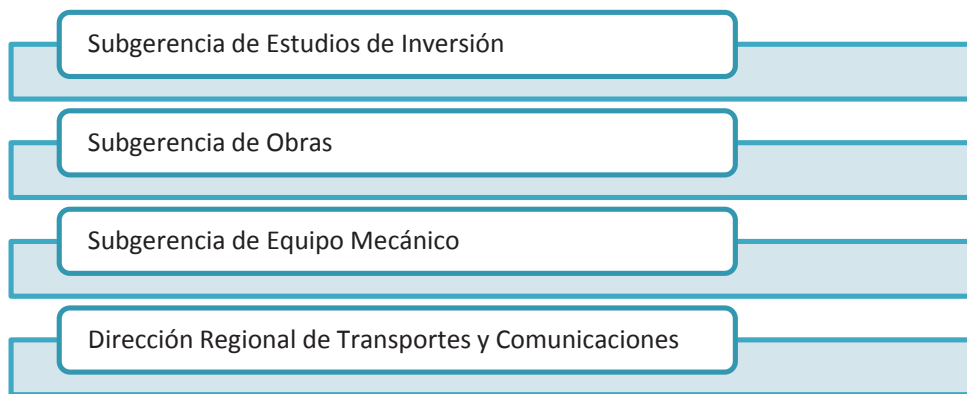 Subgerencia de Estudios de Inversión
Subgerencia de Obras
Subgerencia de Equipo Mecánico
Dirección Regional de Transportes y Comunicaciones